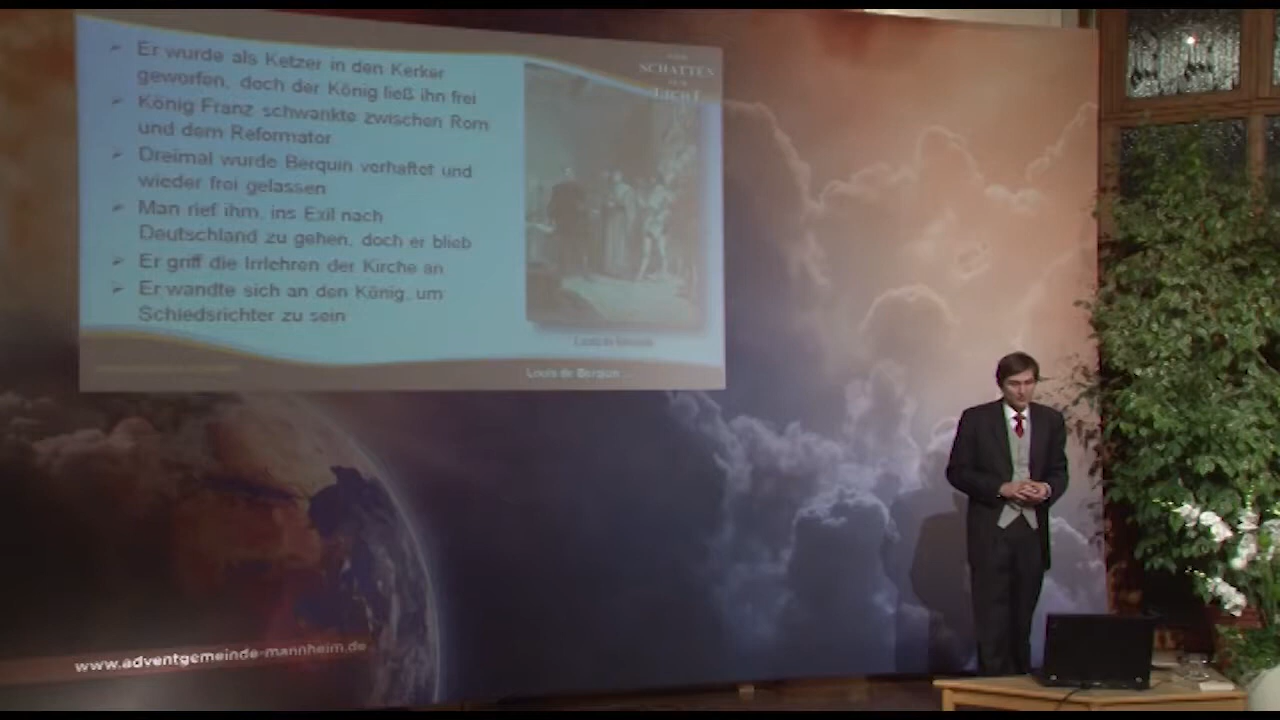 Er wurde als Ketzer in den Kerker
geworfen, doch der König ließ ihn frei
König Franz schwankte zwischen Rom
und dem Reformator
Dreimal wurde Berquin verhaftet und
wieder frei gelassen
Man rief ihm, ins Exil nach
Deutschland zu gehen, doch er blieb
Er griff die Irrlehren der Kirche an
Er wandte sich an den König, um
Schiedsrichter zu sein
SCHATTEN
LICHT
Louis de Berquin ...
www.adventgemeinde-mannheim.de